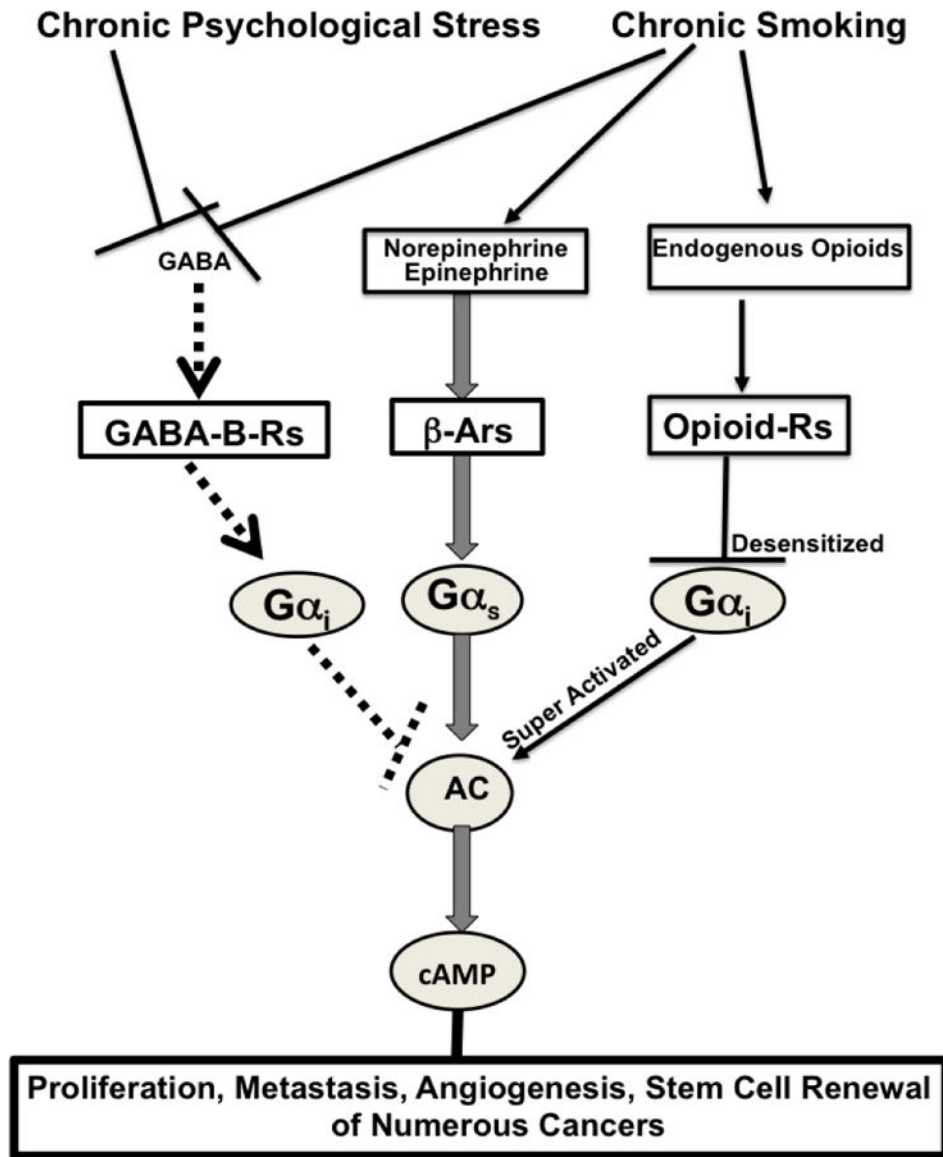 Chronic Psychological Stress
Chronic Smoking
GABA
Norepinephrine
Epinephrine
Endogenous Opioids
GABA-B-Rs
β-Ars
Opioid-Rs
Desensitized
Gαi
Gαs
Gαi
Super Activated
AC
cAMP
Proliferation, Metastasis, Angiogenesis, Stem Cell Renewal
of Numerous Cancers